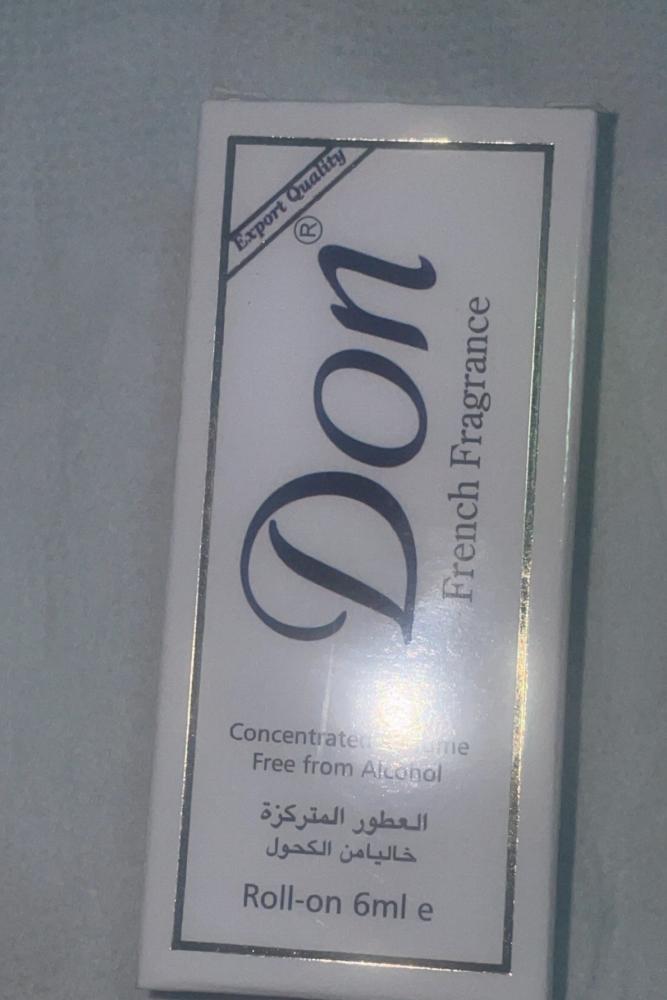 Export Quality
Don®
French Fragrance
Concentrated
Free from Alcohol
العطور المتركزة
خاليامن الكحول
Roll-on 6ml e